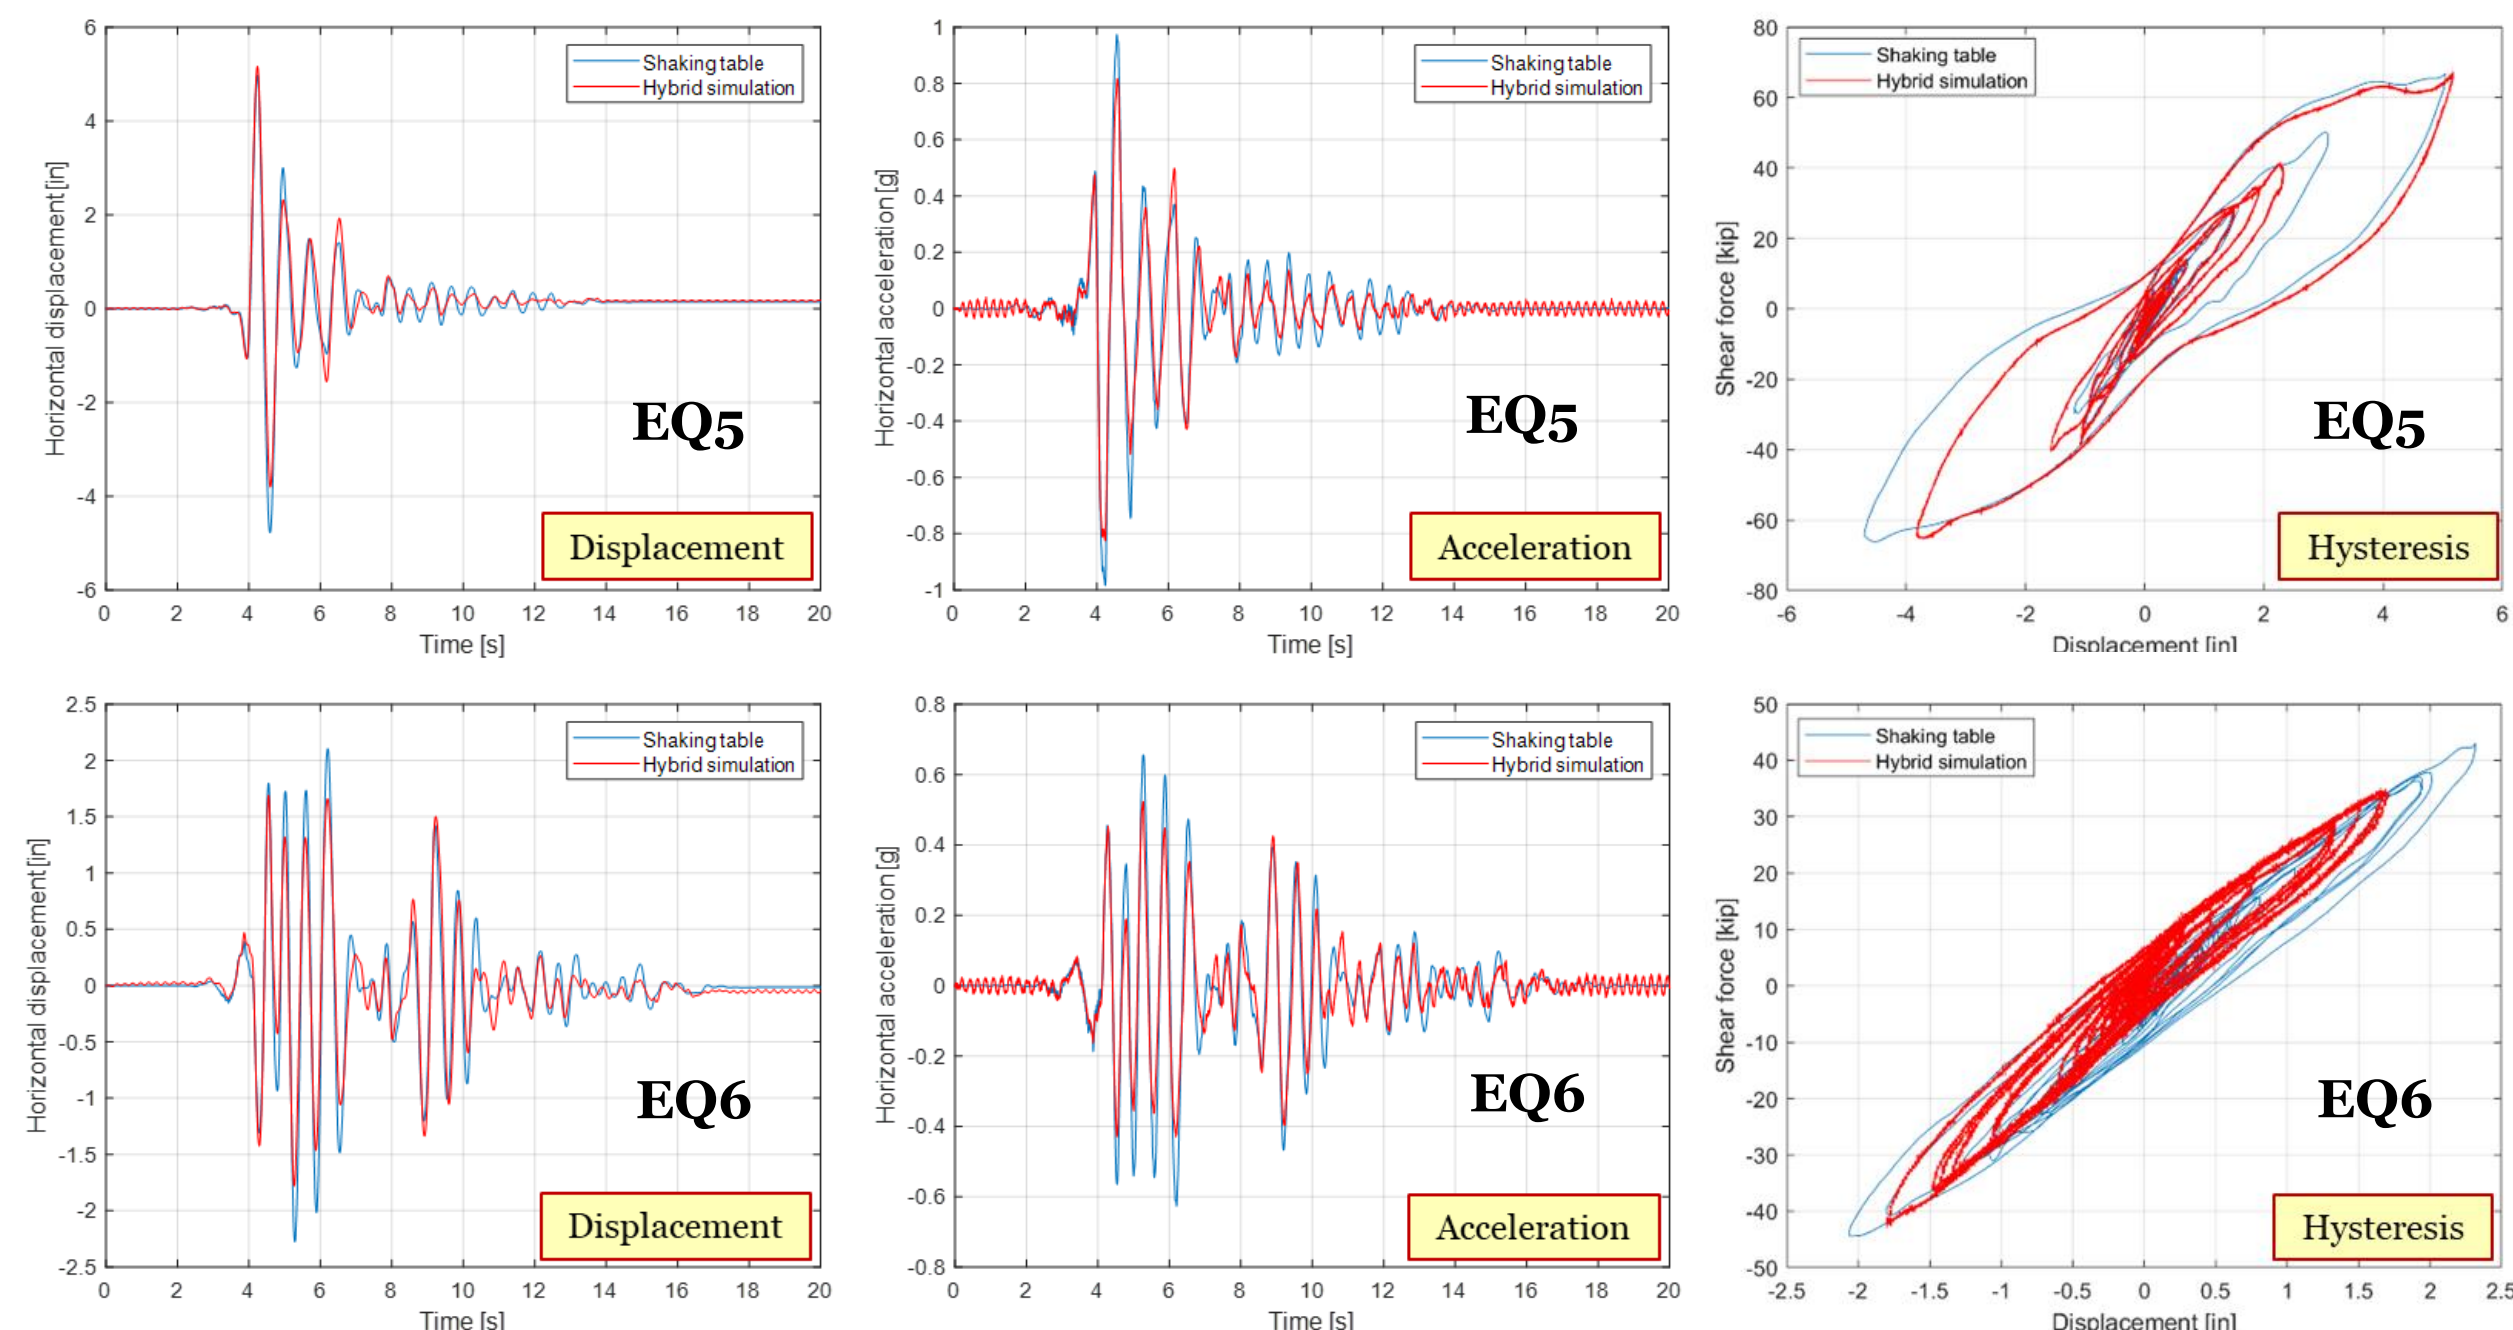 6
4
2
0
-2
-4
-6
0 2 4 6 8 10 12 14 16 18 20
Horizontal displacement [in]
Time [s]
Shaking table
Hybrid simulation
EQ5
Displacement
1
0.8
0.6
0.4
0.2
0
-0.2
-0.4
-0.6
-0.8
-1
0 2 4 6 8 10 12 14 16 18 20
Horizontal acceleration [g]
Time [s]
Shaking table
Hybrid simulation
EQ5
Acceleration
80
60
40
20
0
-20
-40
-60
-80
-6 -4 -2 0 2 4 6
Shear force [kip]
Displacement [in]
Shaking table
Hybrid simulation
EQ5
Hysteresis
2.5
2
1.5
1
0.5
0
-0.5
-1
-1.5
-2
-2.5
0 2 4 6 8 10 12 14 16 18 20
Horizontal displacement [in]
Time [s]
Shaking table
Hybrid simulation
EQ6
Displacement
0.8
0.6
0.4
0.2
0
-0.2
-0.4
-0.6
-0.8
0 2 4 6 8 10 12 14 16 18 20
Horizontal acceleration [g]
Time [s]
Shaking table
Hybrid simulation
EQ6
Acceleration
50
40
30
20
10
0
-10
-20
-30
-40
-50
-2.5 -2 -1.5 -1 -0.5 0 0.5 1 1.5 2 2.5
Shear force [kip]
Displacement [in]
Shaking table
Hybrid simulation
EQ6
Hysteresis